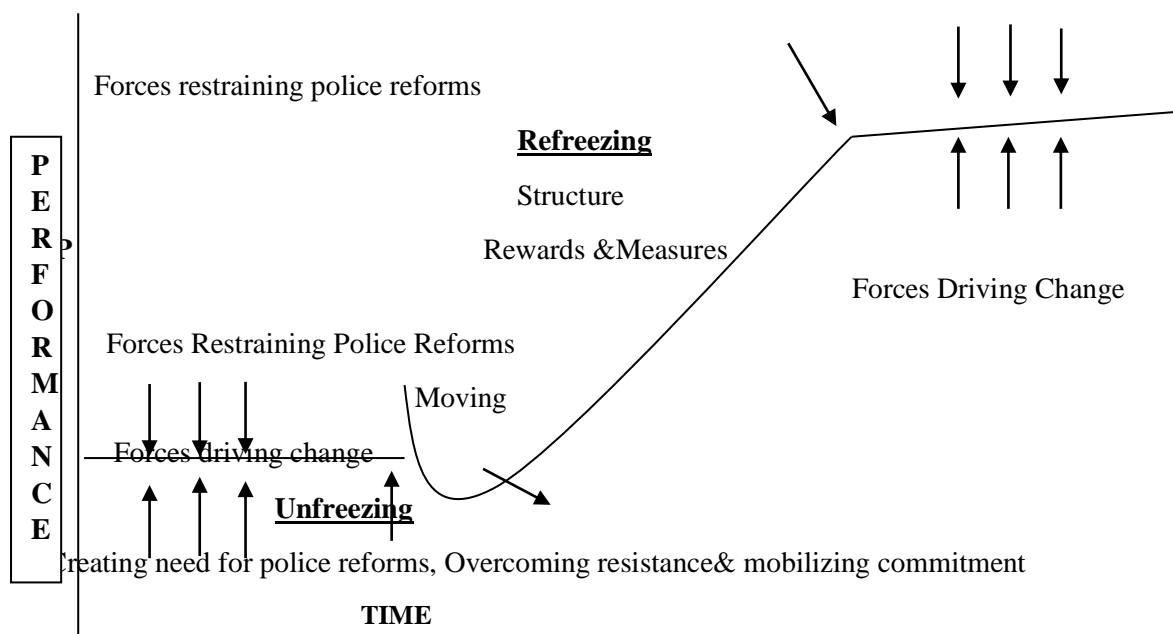 Forces restraining police reforms
Refreezing
Structure
Rewards &Measures
Forces Driving Change
PERFORMANCE
P
Forces Restraining Police Reforms
Moving
Forces driving change
Unfreezing
Creating need for police reforms, Overcoming resistance& mobilizing commitment
TIME